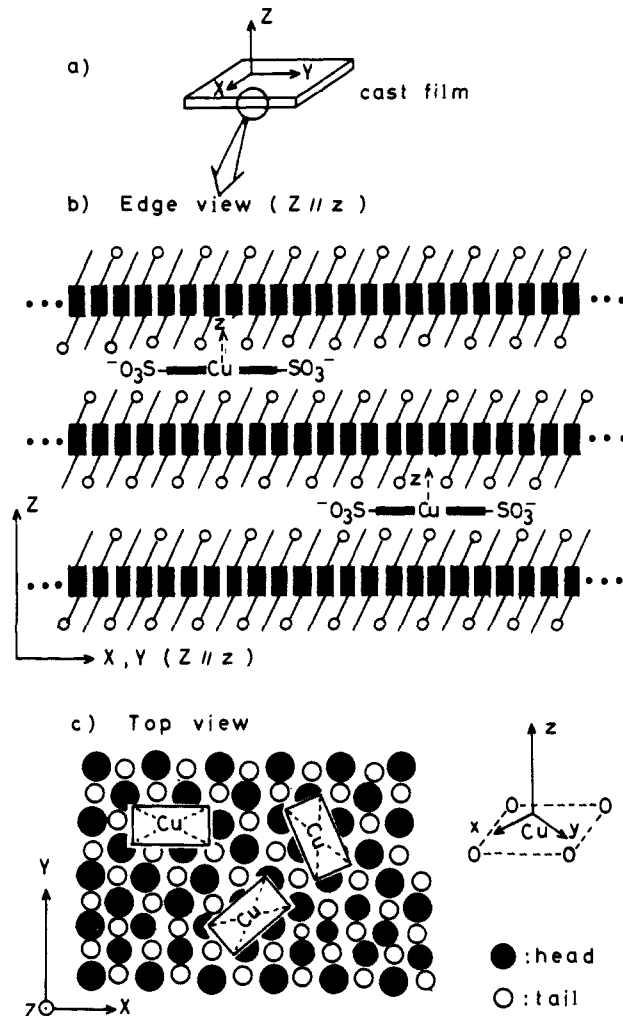 Z
a)
X
Y
cast film
b) Edge view (Z // z)
z
⁻O₃S Cu SO₃⁻
z
⁻O₃S Cu SO₃⁻
Z
X, Y (Z // z)
c) Top view
z
Cu
Cu
x
Cu
y
O
O
O
O
Y
Cu
Z
X
:head
:tail